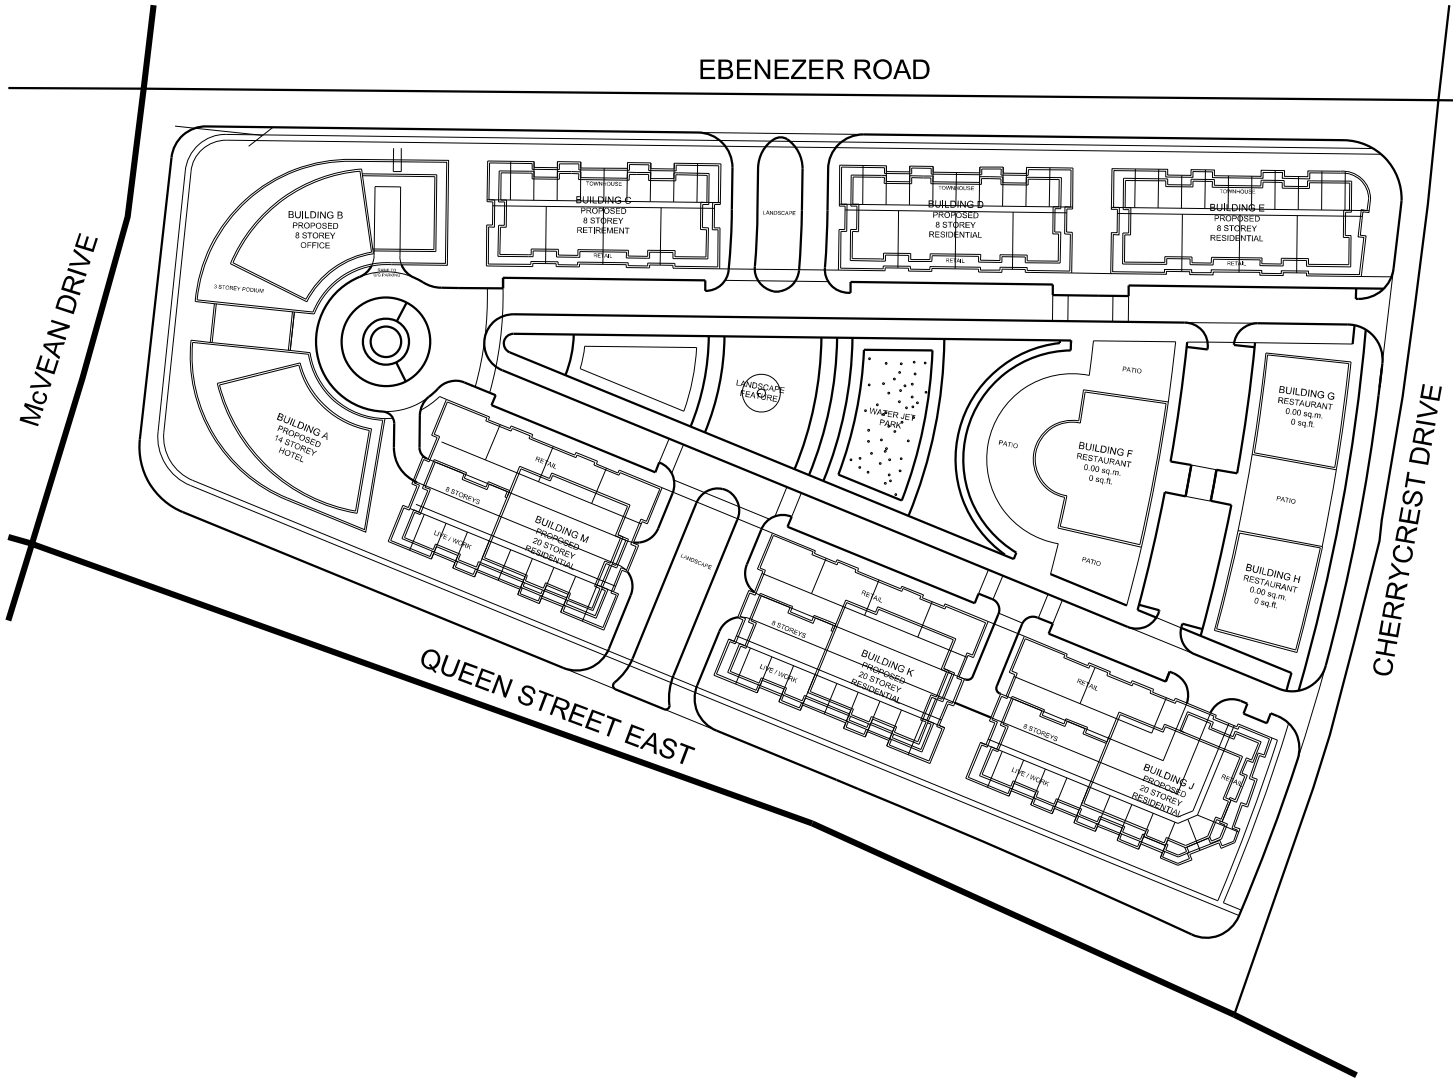 EBENEZER ROAD
McVEAN DRIVE
CHERRYCREST DRIVE
QUEEN STREET EAST
BUILDING B
PROPOSED
8 STOREY
OFFICE
3 STOREY PODIUM
RAMP TO
U/G PARKING
TOWNHOUSE
BUILDING C
PROPOSED
8 STOREY
RETIREMENT
RETAIL
LANDSCAPE
TOWNHOUSE
BUILDING D
PROPOSED
8 STOREY
RESIDENTIAL
RETAIL
TOWNHOUSE
BUILDING E
PROPOSED
8 STOREY
RESIDENTIAL
RETAIL
BUILDING A
PROPOSED
14 STOREY
HOTEL
LANDSCAPE
FEATURE
WATER JET
PARK
PATIO
PATIO
BUILDING F
RESTAURANT
0.00 sq.m.
0 sq.ft.
PATIO
BUILDING G
RESTAURANT
0.00 sq.m.
0 sq.ft.
PATIO
BUILDING H
RESTAURANT
0.00 sq.m.
0 sq.ft.
RETAIL
8 STOREYS
LIVE / WORK
BUILDING M
PROPOSED
20 STOREY
RESIDENTIAL
LANDSCAPE
RETAIL
8 STOREYS
LIVE / WORK
BUILDING K
PROPOSED
20 STOREY
RESIDENTIAL
RETAIL
8 STOREYS
LIVE / WORK
BUILDING J
PROPOSED
20 STOREY
RESIDENTIAL
RETAIL